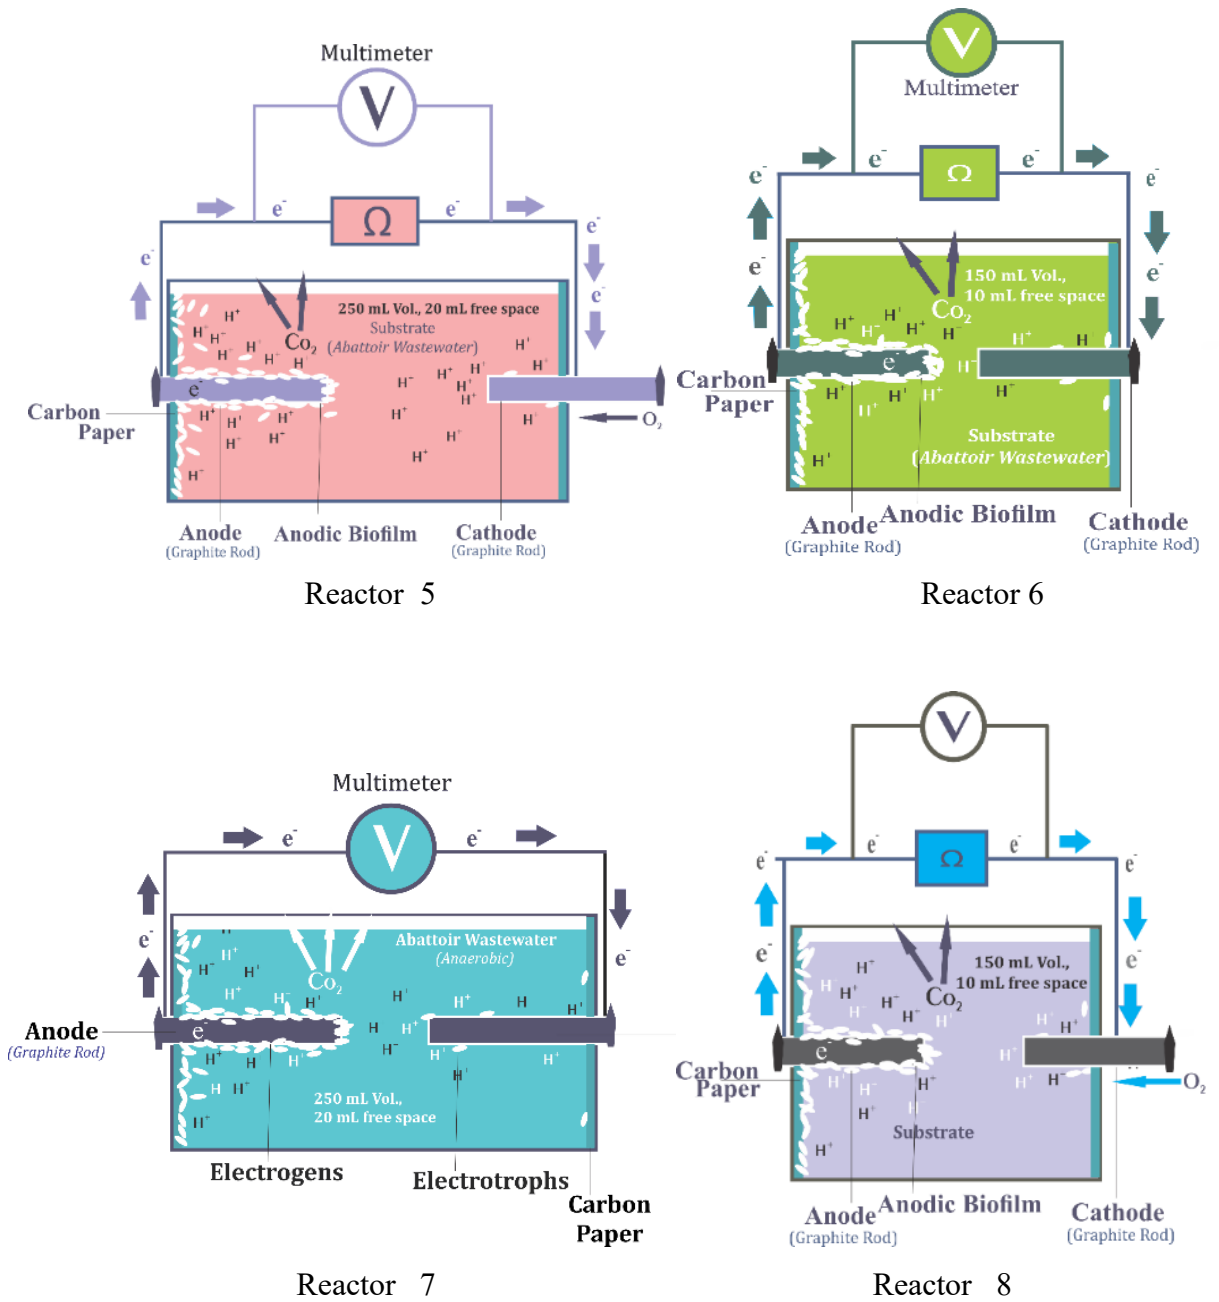 Multimeter
V
e⁻
e⁻
Ω
e⁻
e⁻
e⁻
250 mL Vol., 20 mL free space
Substrate
(Abattoir Wastewater)
Co₂
H⁺
e⁻
Carbon
Paper
O₂
Anode
(Graphite Rod)
Anodic Biofilm
Cathode
(Graphite Rod)
Reactor 5
V
Multimeter
e⁻
e⁻
Ω
e⁻
e⁻
e⁻
e⁻
150 mL Vol.,
10 mL free space
Co₂
H⁺
e⁻
Carbon
Paper
Substrate
(Abattoir Wastewater)
Anode
(Graphite Rod)
Anodic Biofilm
Cathode
(Graphite Rod)
Reactor 6
Multimeter
V
e⁻
e⁻
e⁻
e⁻
Abattoir Wastewater
(Anaerobic)
Co₂
H⁺
Anode
(Graphite Rod)
e⁻
250 mL Vol.,
20 mL free space
Electrogens
Electrotrophs
Carbon
Paper
Reactor 7
V
e⁻
e⁻
Ω
e⁻
e⁻
e⁻
e⁻
150 mL Vol.,
10 mL free space
Co₂
H⁺
e⁻
Carbon
Paper
O₂
Substrate
Anode
(Graphite Rod)
Anodic Biofilm
Cathode
(Graphite Rod)
Reactor 8